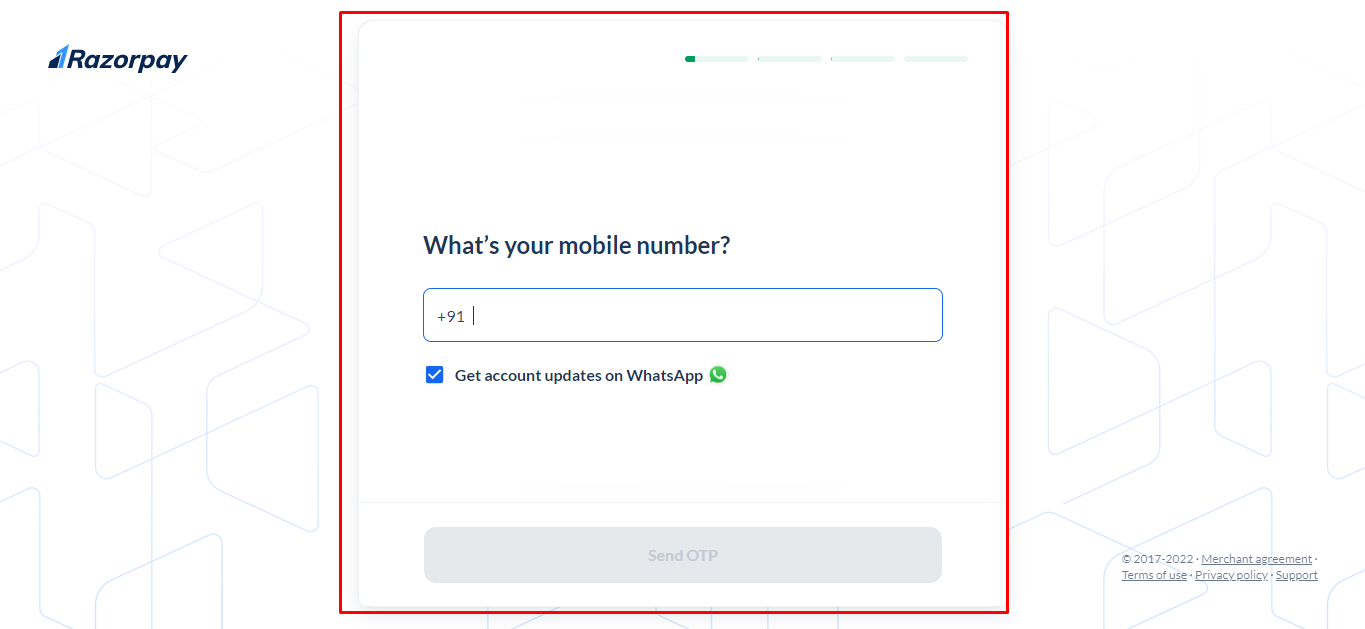 Razorpay
What’s your mobile number?
+91
Get account updates on WhatsApp
Send OTP
© 2017-2022 · Merchant agreement ·
Terms of use · Privacy policy · Support